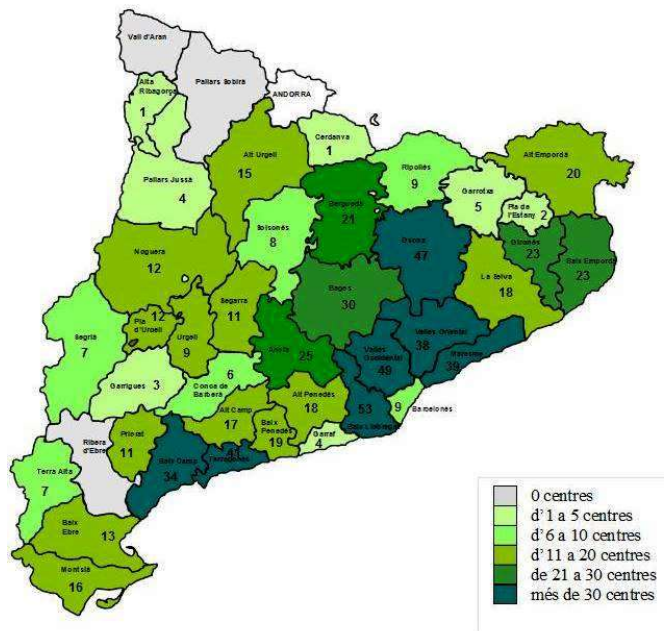 Vall d'Aran
Alta
Ribagorça
1
Pallars Sobirà
ANDORRA
Cerdanya
1
Alt Urgell
15
Pallars Jussà
4
Ripollès
9
Alt Empordà
20
Garrotxa
5
Pla de
l'Estany 2
Berguedà
21
Solsonès
8
Osona
47
Gironès
23
Baix Empordà
23
Noguera
12
La Selva
18
Bages
30
Segarra
11
Pla
d'Urgell
12
Urgell
9
Segrià
7
Anoia
25
Vallès Oriental
38
Maresme
39
Vallès
Occidental
49
Garrigues 3
6
Conca de
Barberà
Alt Penedès
18
53
Baix Llobregat
9
Barcelonès
Alt Camp
17
Baix
Penedès
19
Garraf
4
Ribera
d'Ebre
Priorat
11
Baix Camp
34
41
Tarragonès
Terra Alta
7
Baix
Ebre
13
Montsià
16
0 centres
d'1 a 5 centres
d'6 a 10 centres
d'11 a 20 centres
de 21 a 30 centres
més de 30 centres